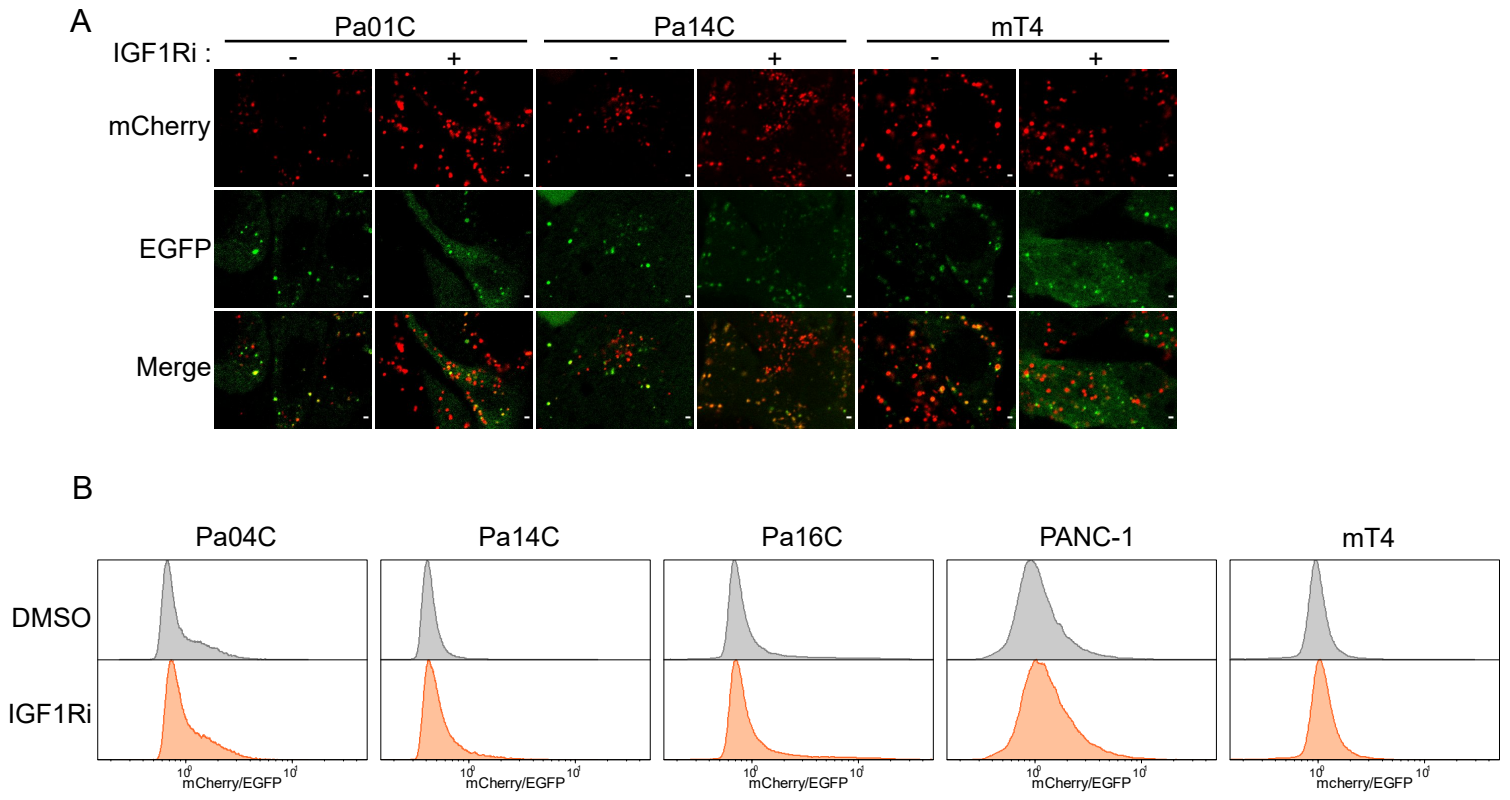 A
Pa01C Pa14C mT4
IGF1Ri : - + - + - +
mCherry
EGFP
Merge
B
Pa04C Pa14C Pa16C PANC-1 mT4
DMSO
IGF1Ri
10⁰ 10¹ 10⁰ 10¹ 10⁰ 10¹ 10⁰ 10¹ 10⁰ 10¹
mCherry/EGFP mCherry/EGFP mCherry/EGFP mCherry/EGFP mCherry/EGFP